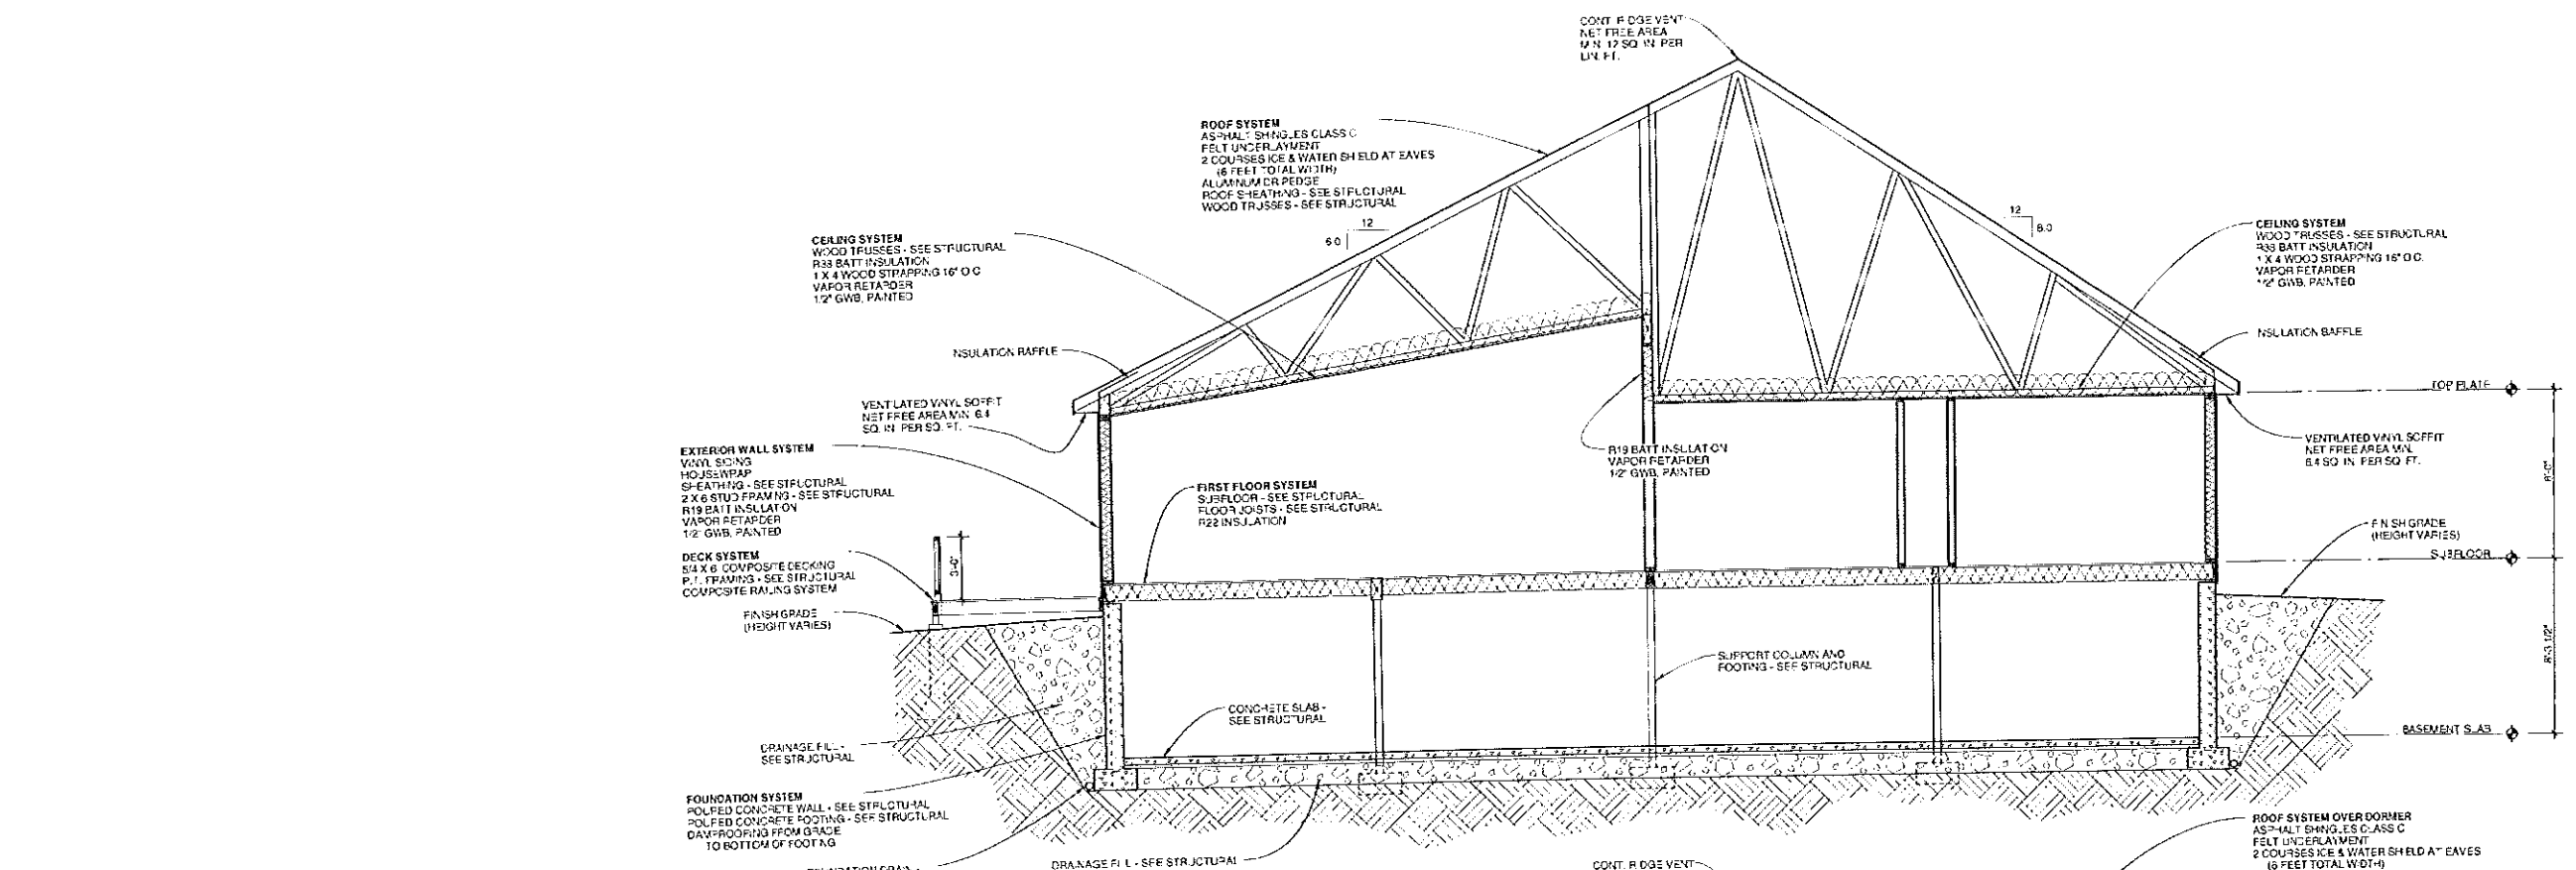 CONT. RIDGE VENT
NET FREE AREA
MIN. 12 SQ. IN. PER
LIN. FT.
ROOF SYSTEM
ASPHALT SHINGLES CLASS C
FELT UNDERLAYMENT
2 COURSES ICE & WATER SHIELD AT EAVES
(6 FEET TOTAL WIDTH)
ALUMINUM DRIPEDGE
ROOF SHEATHING - SEE STRUCTURAL
WOOD TRUSSES - SEE STRUCTURAL
12
6.0
12
8.0
CEILING SYSTEM
WOOD TRUSSES - SEE STRUCTURAL
R38 BATT INSULATION
1 X 4 WOOD STRAPPING 16" O.C.
VAPOR RETARDER
1/2" GWB, PAINTED
CEILING SYSTEM
WOOD TRUSSES - SEE STRUCTURAL
R38 BATT INSULATION
1 X 4 WOOD STRAPPING 16" O.C.
VAPOR RETARDER
1/2" GWB, PAINTED
INSULATION BAFFLE
INSULATION BAFFLE
TOP PLATE
VENTILATED VINYL SOFFIT
NET FREE AREA MIN. 6.4
SQ. IN. PER SQ. FT.
VENTILATED VINYL SOFFIT
NET FREE AREA MIN.
6.4 SQ. IN. PER SQ. FT.
EXTERIOR WALL SYSTEM
VINYL SIDING
HOUSEWRAP
SHEATHING - SEE STRUCTURAL
2 X 6 STUD FRAMING - SEE STRUCTURAL
R19 BATT INSULATION
VAPOR RETARDER
1/2" GWB, PAINTED
R19 BATT INSULATION
VAPOR RETARDER
1/2" GWB, PAINTED
FIRST FLOOR SYSTEM
SUBFLOOR - SEE STRUCTURAL
FLOOR JOISTS - SEE STRUCTURAL
R22 INSULATION
8'-0"
FINISH GRADE
(HEIGHT VARIES)
SUBFLOOR
DECK SYSTEM
5/4 X 6 COMPOSITE DECKING
P.T. FRAMING - SEE STRUCTURAL
COMPOSITE RAILING SYSTEM
3'-0"
FINISH GRADE
(HEIGHT VARIES)
SUPPORT COLUMN AND
FOOTING - SEE STRUCTURAL
8'-3 1/2"
CONCRETE SLAB -
SEE STRUCTURAL
BASEMENT SLAB
DRAINAGE FILL -
SEE STRUCTURAL
FOUNDATION SYSTEM
POURED CONCRETE WALL - SEE STRUCTURAL
POURED CONCRETE FOOTING - SEE STRUCTURAL
DAMPROOFING FROM GRADE
TO BOTTOM OF FOOTING
FOUNDATION DRAIN
DRAINAGE FILL - SEE STRUCTURAL
CONT. RIDGE VENT
ROOF SYSTEM OVER DORMER
ASPHALT SHINGLES CLASS C
FELT UNDERLAYMENT
2 COURSES ICE & WATER SHIELD AT EAVES
(6 FEET TOTAL WIDTH)